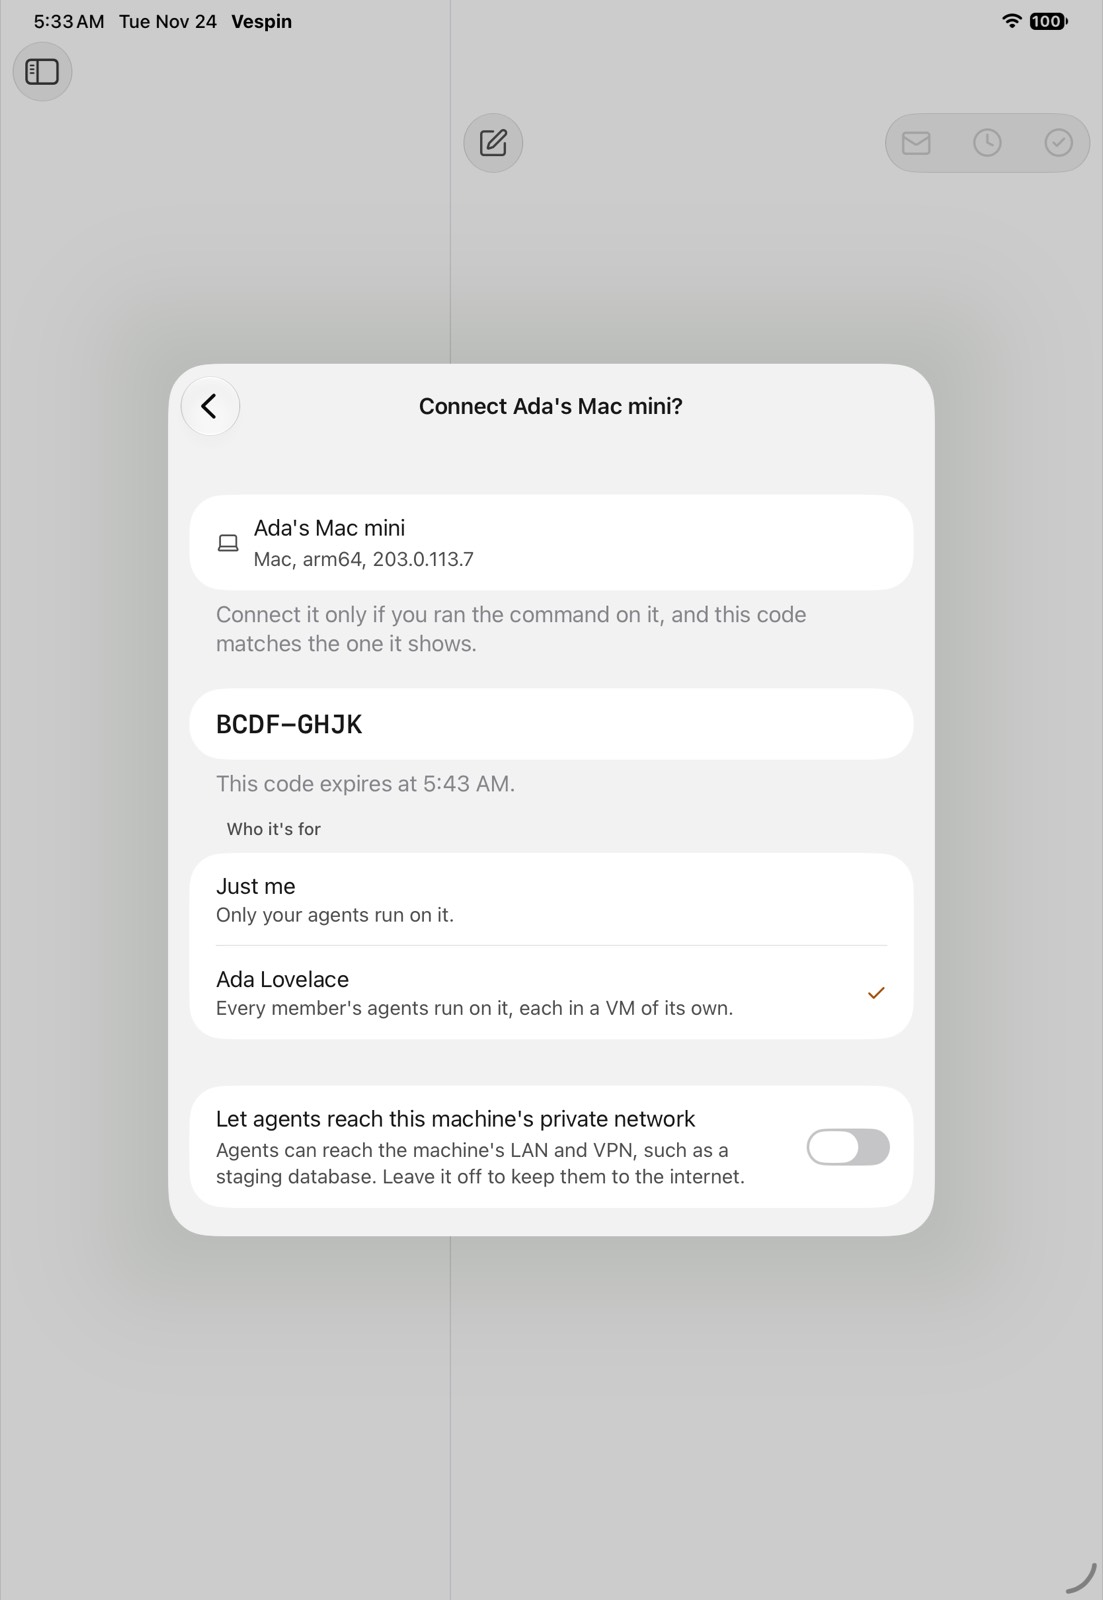 5:33 AM Tue Nov 24 Vespin
100
Connect Ada's Mac mini?
Ada's Mac mini
Mac, arm64, 203.0.113.7
Connect it only if you ran the command on it, and this code
matches the one it shows.
BCDF–GHJK
This code expires at 5:43 AM.
Who it's for
Just me
Only your agents run on it.
Ada Lovelace
Every member's agents run on it, each in a VM of its own.
Let agents reach this machine's private network
Agents can reach the machine's LAN and VPN, such as a
staging database. Leave it off to keep them to the internet.